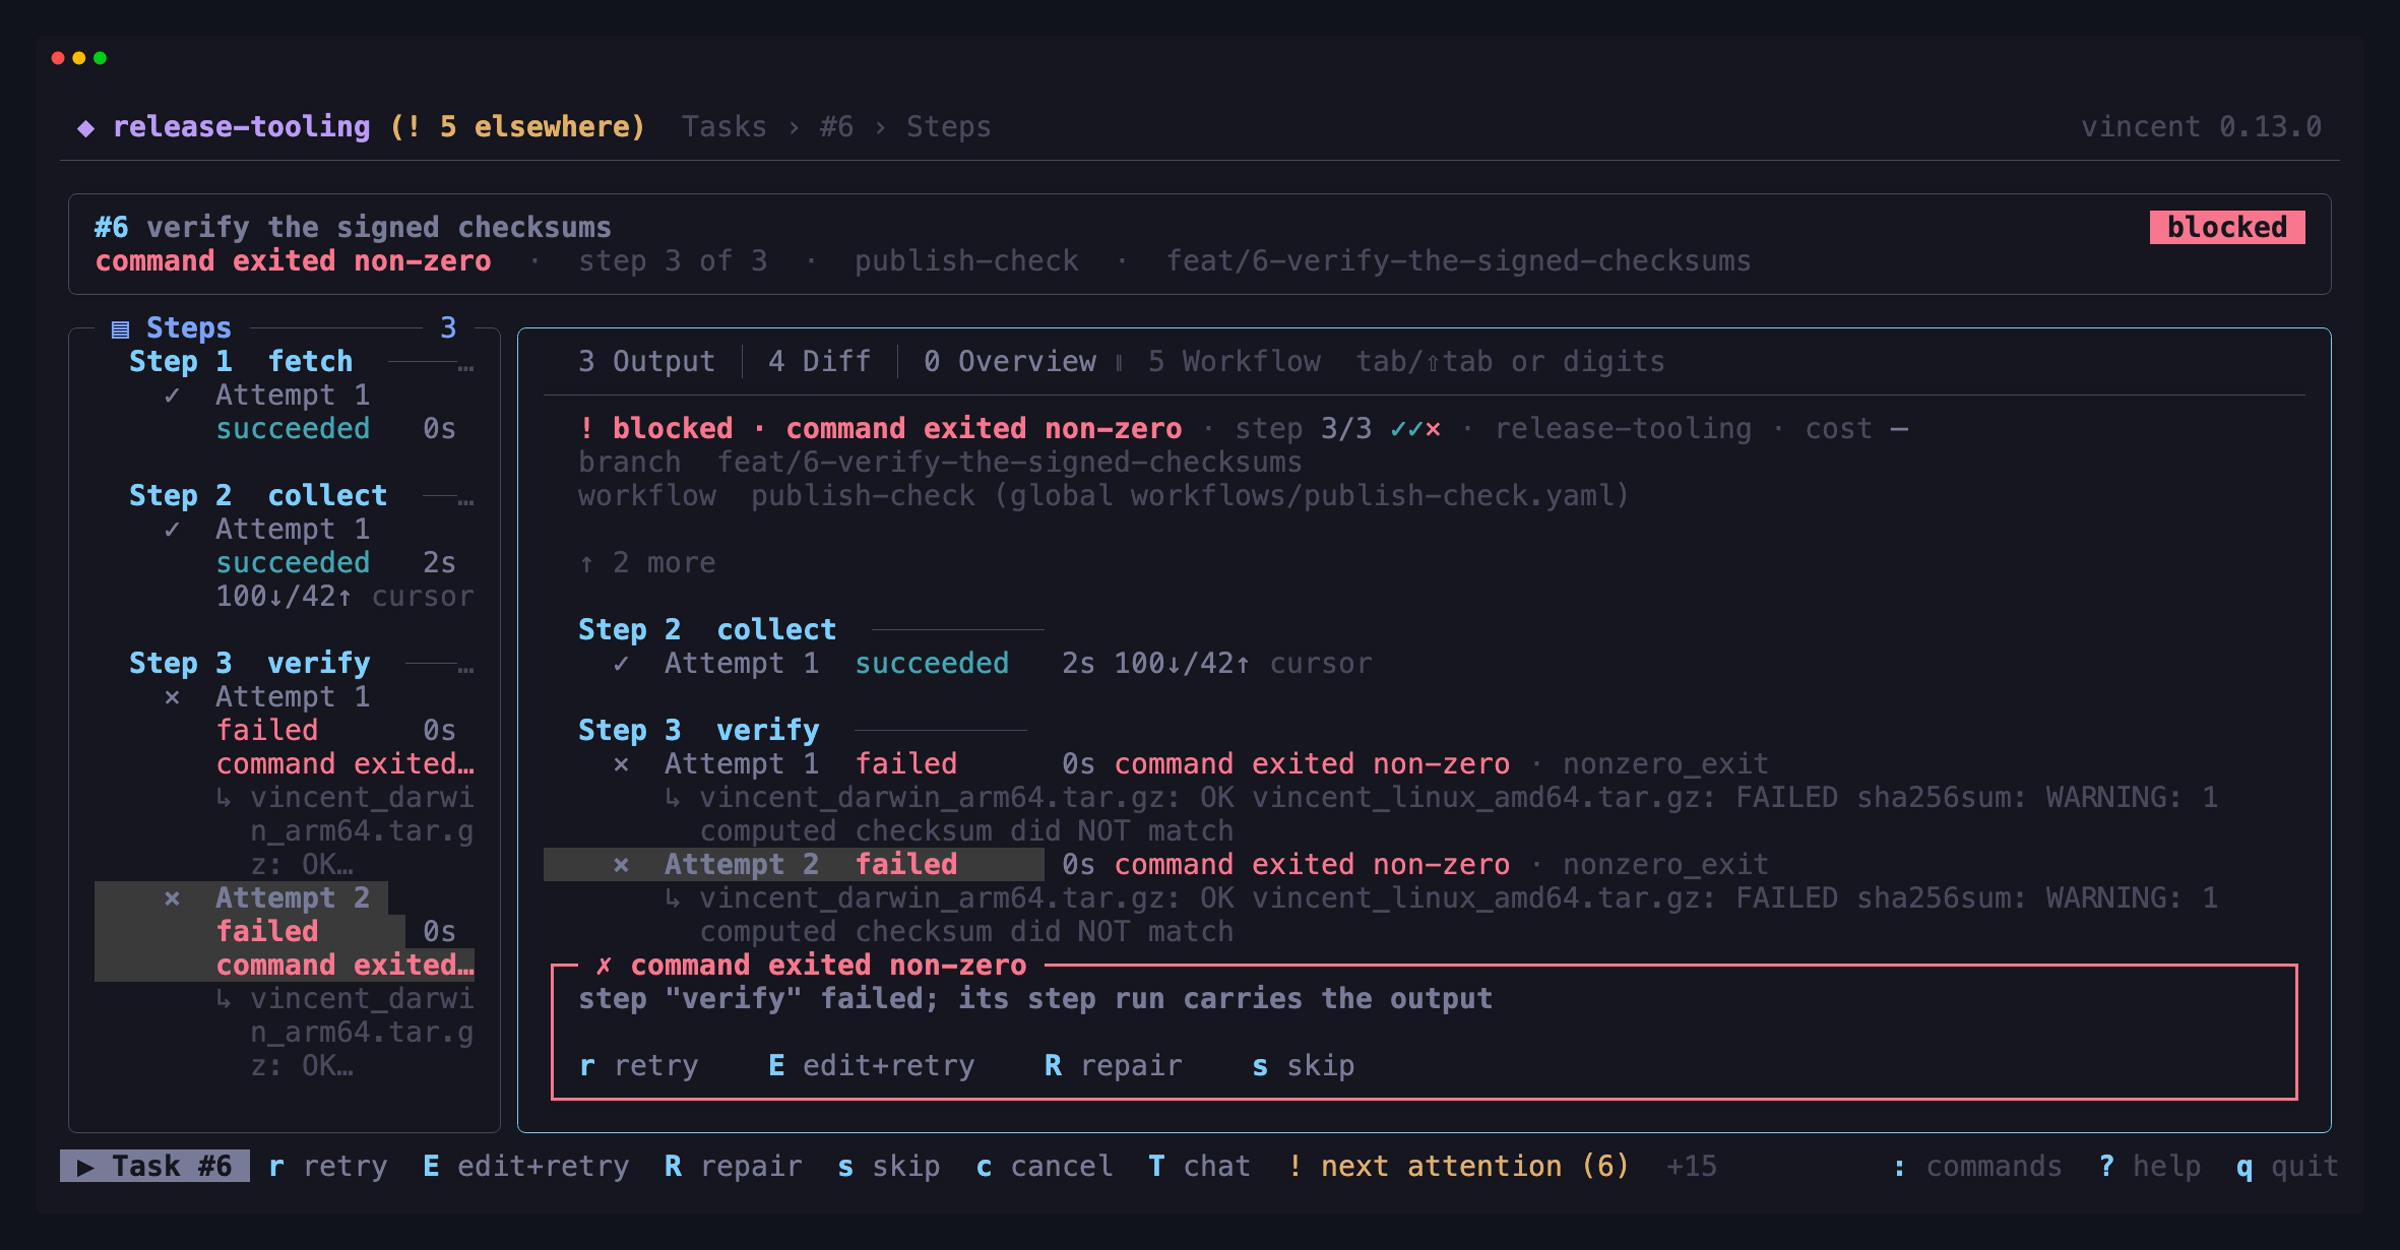 ◆ release-tooling (! 5 elsewhere) Tasks › #6 › Steps vincent 0.13.0
#6 verify the signed checksums blocked
command exited non-zero · step 3 of 3 · publish-check · feat/6-verify-the-signed-checksums
▤ Steps 3
Step 1 fetch …
✓ Attempt 1
succeeded 0s
Step 2 collect …
✓ Attempt 1
succeeded 2s
100↓/42↑ cursor
Step 3 verify …
× Attempt 1
failed 0s
command exited…
↳ vincent_darwi
n_arm64.tar.g
z: OK…
× Attempt 2
failed 0s
command exited…
↳ vincent_darwi
n_arm64.tar.g
z: OK…
3 Output │ 4 Diff │ 0 Overview ‖ 5 Workflow tab/⇧tab or digits
! blocked · command exited non-zero · step 3/3 ✓✓× · release-tooling · cost —
branch feat/6-verify-the-signed-checksums
workflow publish-check (global workflows/publish-check.yaml)
↑ 2 more
Step 2 collect
✓ Attempt 1 succeeded 2s 100↓/42↑ cursor
Step 3 verify
× Attempt 1 failed 0s command exited non-zero · nonzero_exit
↳ vincent_darwin_arm64.tar.gz: OK vincent_linux_amd64.tar.gz: FAILED sha256sum: WARNING: 1
computed checksum did NOT match
× Attempt 2 failed 0s command exited non-zero · nonzero_exit
↳ vincent_darwin_arm64.tar.gz: OK vincent_linux_amd64.tar.gz: FAILED sha256sum: WARNING: 1
computed checksum did NOT match
✗ command exited non-zero
step "verify" failed; its step run carries the output
r retry E edit+retry R repair s skip
▶ Task #6 r retry E edit+retry R repair s skip c cancel T chat ! next attention (6) +15 : commands ? help q quit